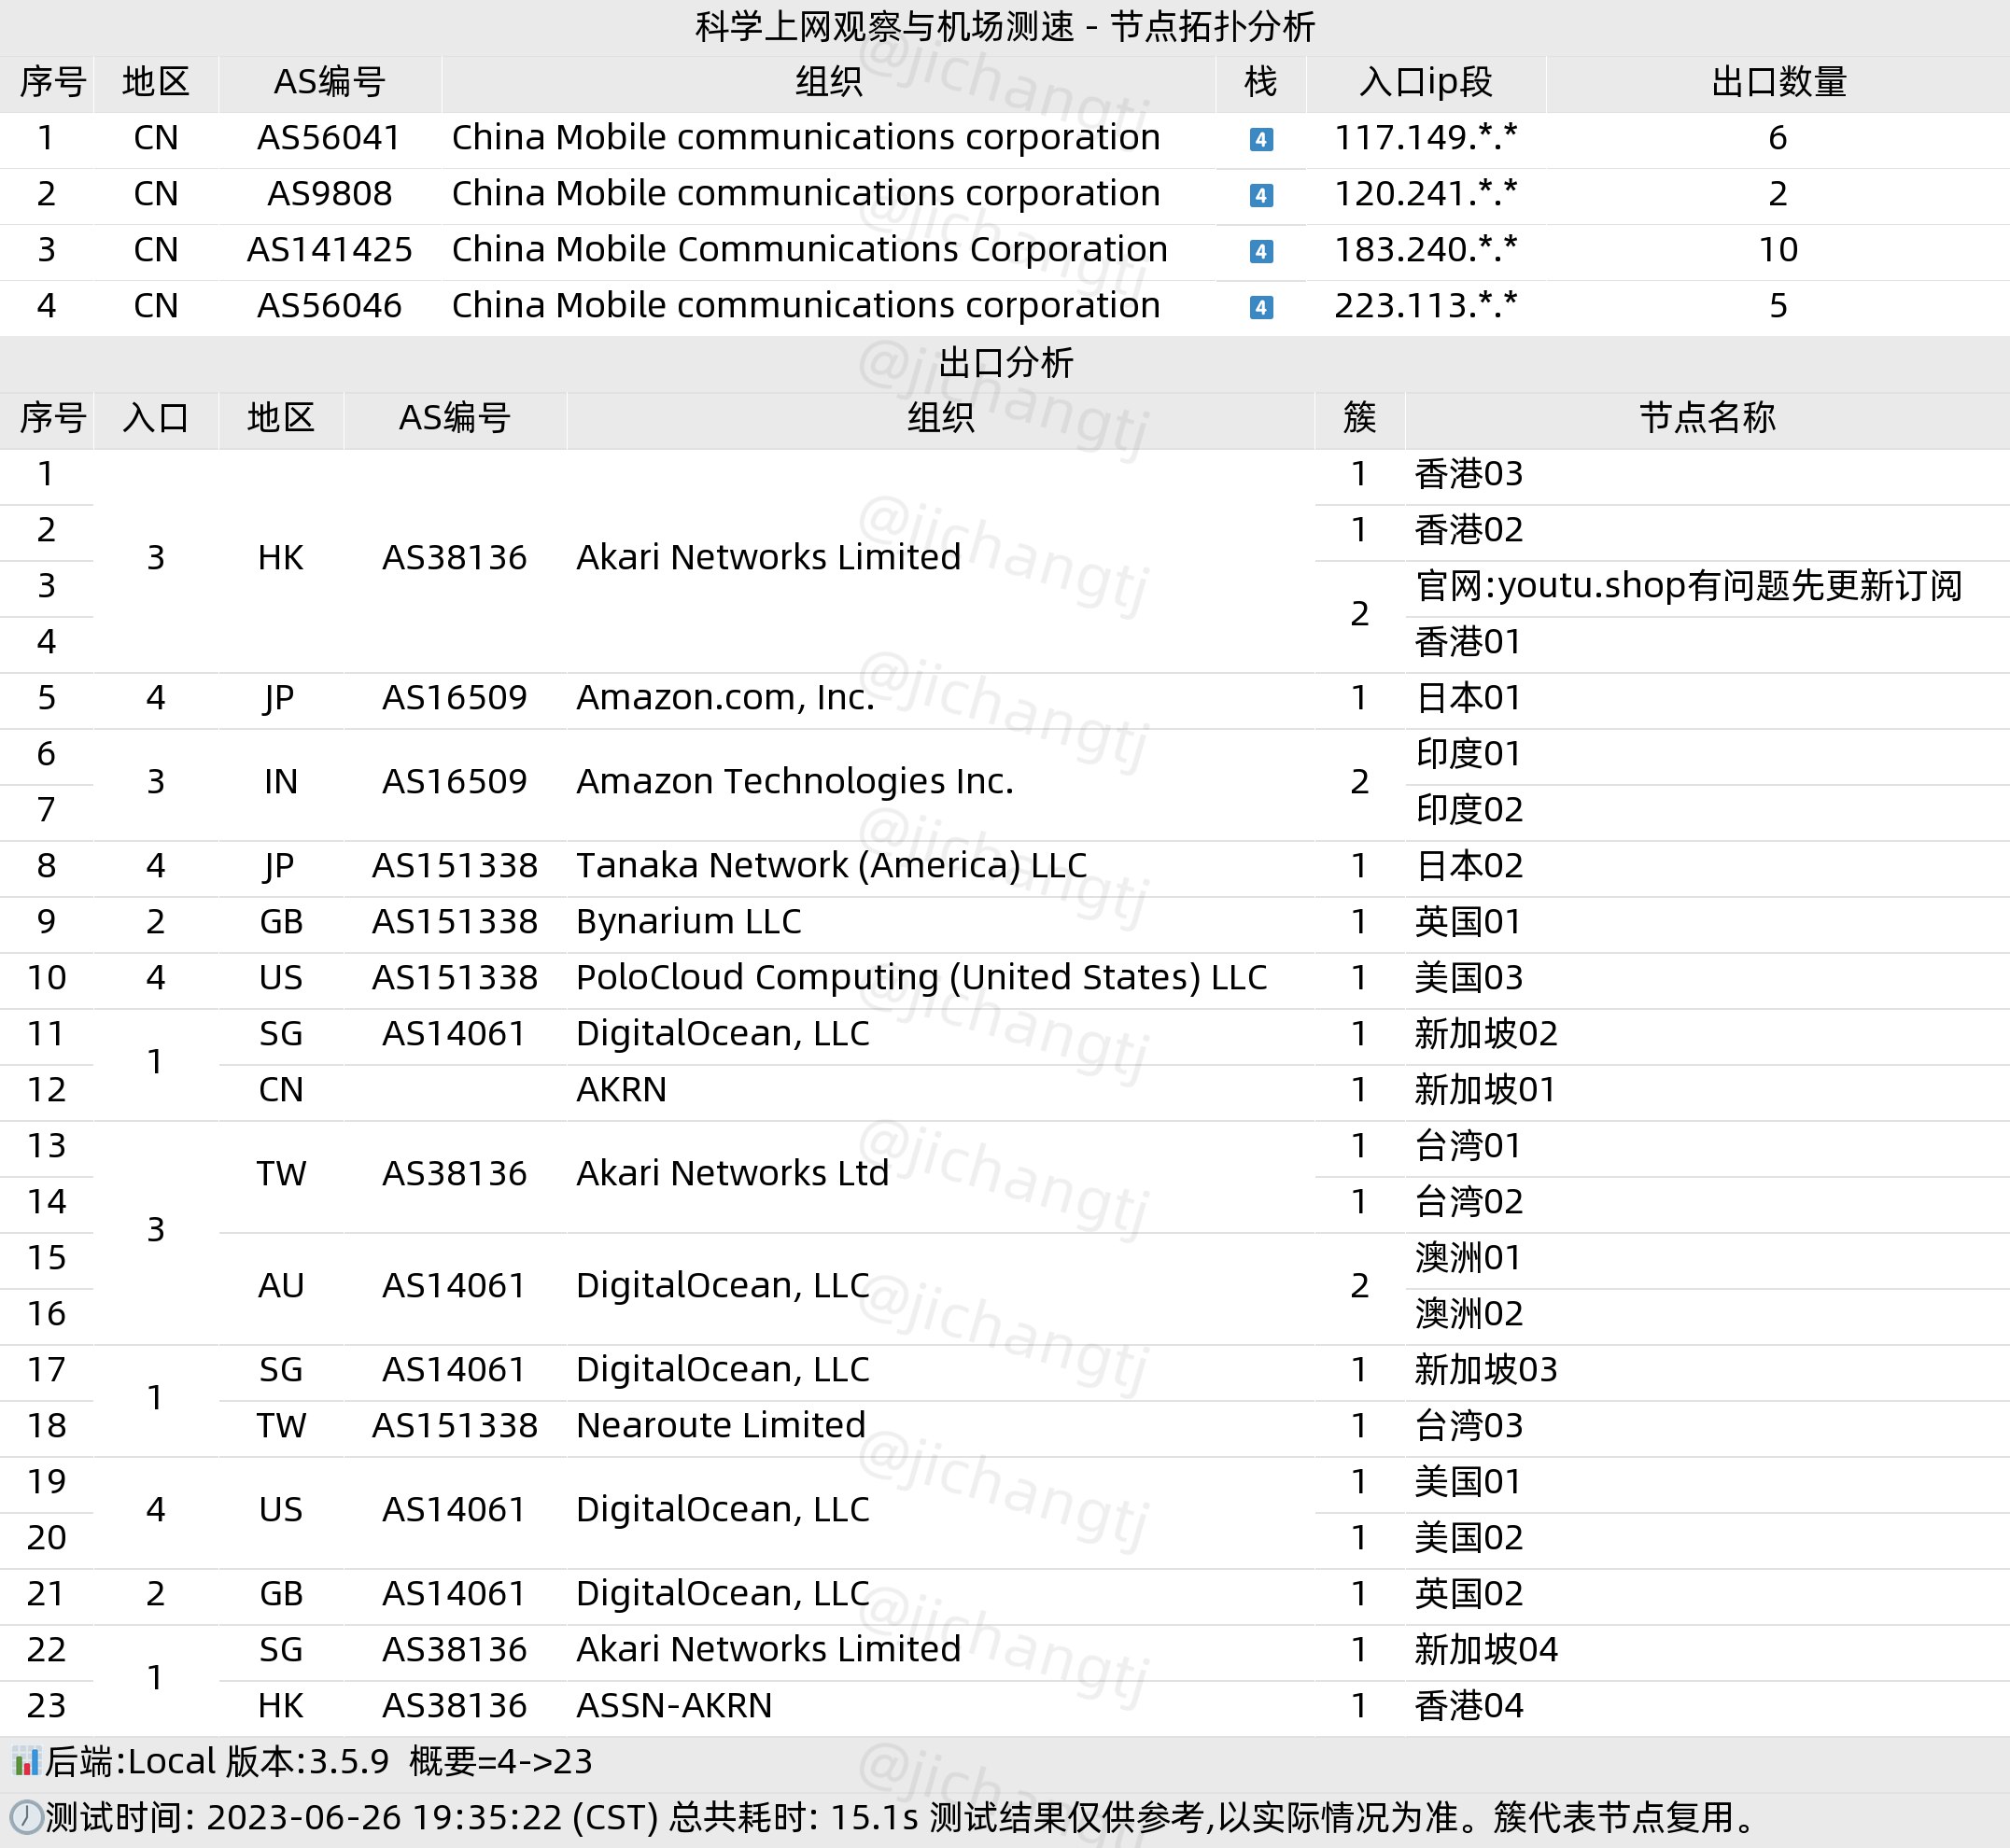 科学上网观察与机场测速 - 节点拓扑分析
序号 地区 AS编号 组织 栈 入口ip段 出口数量
1 CN AS56041 China Mobile communications corporation 4 117.149.*.* 6
2 CN AS9808 China Mobile communications corporation 4 120.241.*.* 2
3 CN AS141425 China Mobile Communications Corporation 4 183.240.*.* 10
4 CN AS56046 China Mobile communications corporation 4 223.113.*.* 5
出口分析
序号 入口 地区 AS编号 组织 簇 节点名称
1 3 HK AS38136 Akari Networks Limited 1 香港03
2 1 香港02
3 2 官网:youtu.shop有问题先更新订阅
4 香港01
5 4 JP AS16509 Amazon.com, Inc. 1 日本01
6 3 IN AS16509 Amazon Technologies Inc. 2 印度01
7 印度02
8 4 JP AS151338 Tanaka Network (America) LLC 1 日本02
9 2 GB AS151338 Bynarium LLC 1 英国01
10 4 US AS151338 PoloCloud Computing (United States) LLC 1 美国03
11 1 SG AS14061 DigitalOcean, LLC 1 新加坡02
12 CN AKRN 1 新加坡01
13 3 TW AS38136 Akari Networks Ltd 1 台湾01
14 1 台湾02
15 AU AS14061 DigitalOcean, LLC 2 澳洲01
16 澳洲02
17 1 SG AS14061 DigitalOcean, LLC 1 新加坡03
18 TW AS151338 Nearoute Limited 1 台湾03
19 4 US AS14061 DigitalOcean, LLC 1 美国01
20 1 美国02
21 2 GB AS14061 DigitalOcean, LLC 1 英国02
22 1 SG AS38136 Akari Networks Limited 1 新加坡04
23 HK AS38136 ASSN-AKRN 1 香港04
后端:Local 版本:3.5.9 概要=4->23
测试时间: 2023-06-26 19:35:22 (CST) 总共耗时: 15.1s 测试结果仅供参考,以实际情况为准。簇代表节点复用。
@jichangtj
@jichangtj
@jichangtj
@jichangtj
@jichangtj
@jichangtj
@jichangtj
@jichangtj
@jichangtj
@jichangtj
@jichangtj
@jichangtj